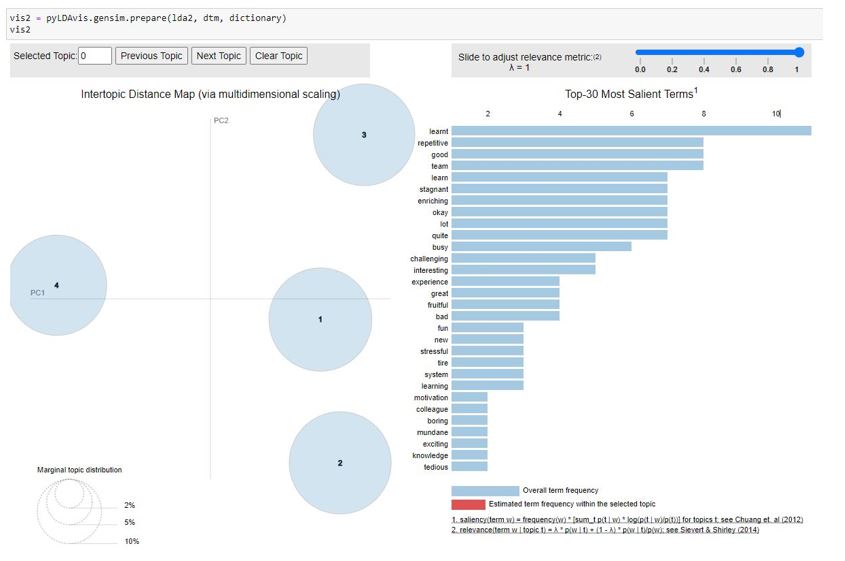 vis2 = pyLDAvis.gensim.prepare(lda2, dtm, dictionary)
vis2
Selected Topic: 0 Previous Topic Next Topic Clear Topic
Slide to adjust relevance metric:(2)
λ = 1
0.0 0.2 0.4 0.6 0.8 1
Intertopic Distance Map (via multidimensional scaling)
PC2
PC1
3
4
1
2
Marginal topic distribution
2%
5%
10%
Top-30 Most Salient Terms1
2 4 6 8 10
learnt
repetitive
good
team
learn
stagnant
enriching
okay
lot
quite
busy
challenging
interesting
experience
great
fruitful
bad
fun
new
stressful
tire
system
learning
motivation
colleague
boring
mundane
exciting
knowledge
tedious
Overall term frequency
Estimated term frequency within the selected topic
1. saliency(term w) = frequency(w) * [sum_t p(t | w) * log(p(t | w)/p(t))] for topics t; see Chuang et. al (2012)
2. relevance(term w | topic t) = λ * p(w | t) + (1 - λ) * p(w | t)/p(w); see Sievert & Shirley (2014)